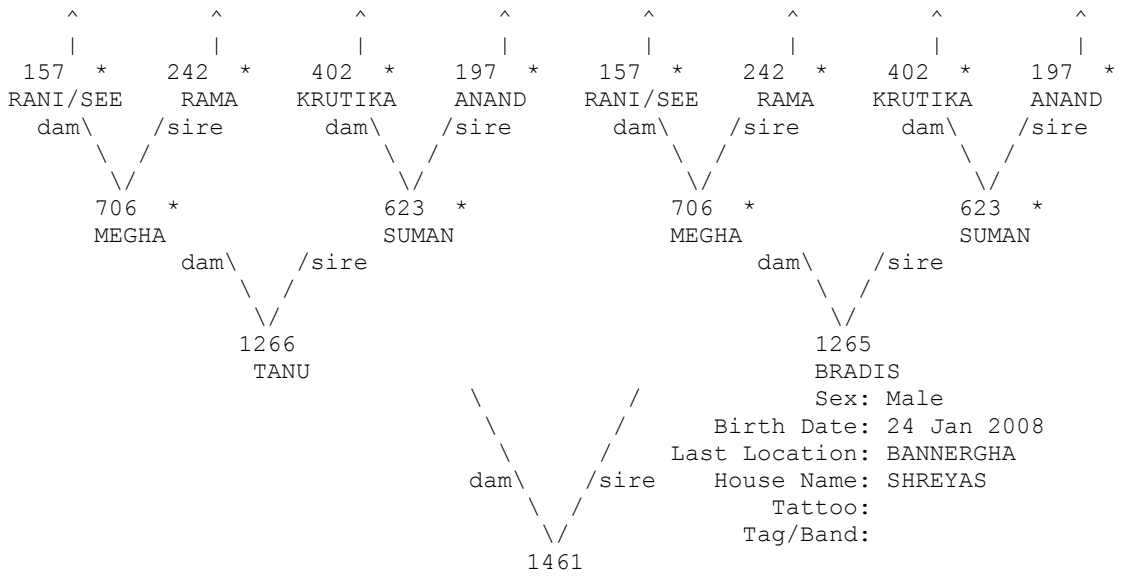 ^ ^ ^ ^ ^ ^ ^ ^
| | | | | | | |
157 * 242 * 402 * 197 * 157 * 242 * 402 * 197 *
RANI/SEE RAMA KRUTIKA ANAND RANI/SEE RAMA KRUTIKA ANAND
dam\ /sire dam\ /sire dam\ /sire dam\ /sire
\ / \ / \ / \ /
\/ \/ \/ \/
706 * 623 * 706 * 623 *
MEGHA SUMAN MEGHA SUMAN
dam\ /sire dam\ /sire
\ / \ /
\/ \/
1266 1265
TANU BRADIS
\ / Sex: Male
\ / Birth Date: 24 Jan 2008
\ / Last Location: BANNERGHA
dam\ /sire House Name: SHREYAS
\ / Tattoo:
\/ Tag/Band:
1461